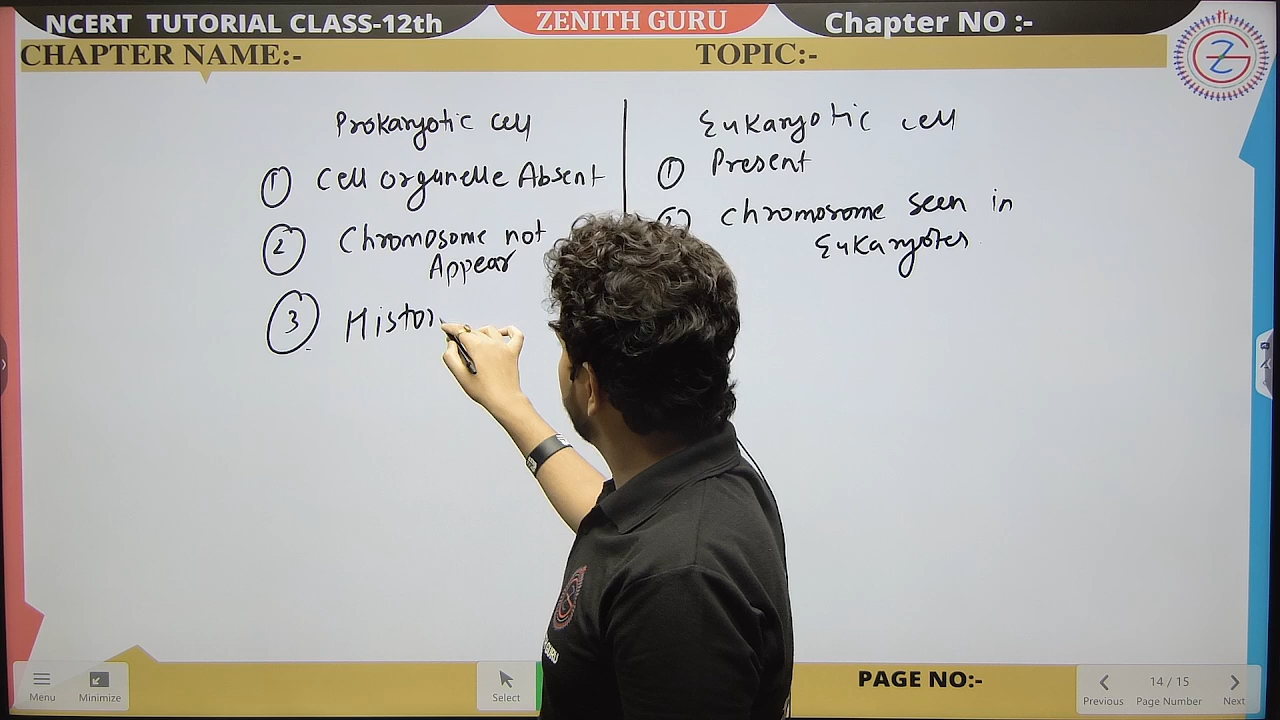 NCERT TUTORIAL CLASS-12th
ZENITH GURU
Chapter NO :-
CHAPTER NAME:-
TOPIC:-
Prokaryotic cell
① Cell organelle Absent
② Chromosome not
Appear
③ Histon
Eukaryotic cell
① Present
Chromosome seen in
Eukaryotes
GURU
Menu
Minimize
Select
PAGE NO:-
Previous
14 / 15
Page Number
Next